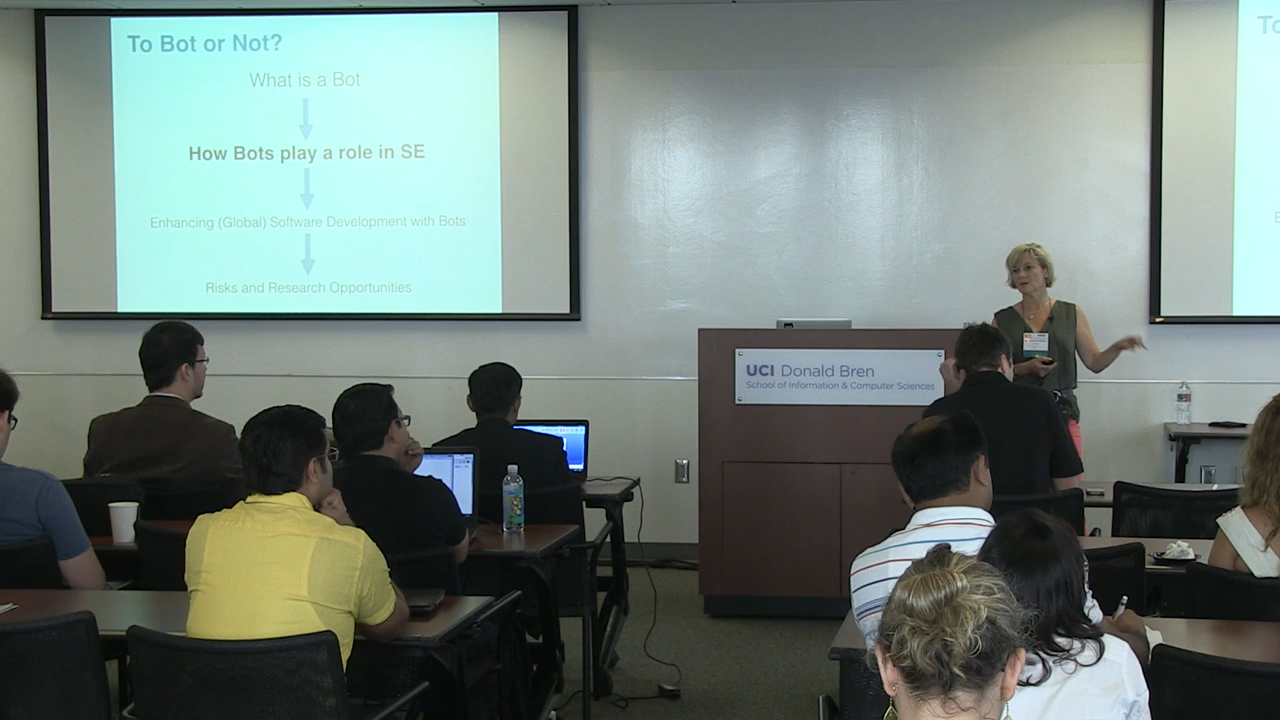 To Bot or Not?
What is a Bot
How Bots play a role in SE
Enhancing (Global) Software Development with Bots
Risks and Research Opportunities
UCI Donald Bren
School of Information & Computer Sciences
To